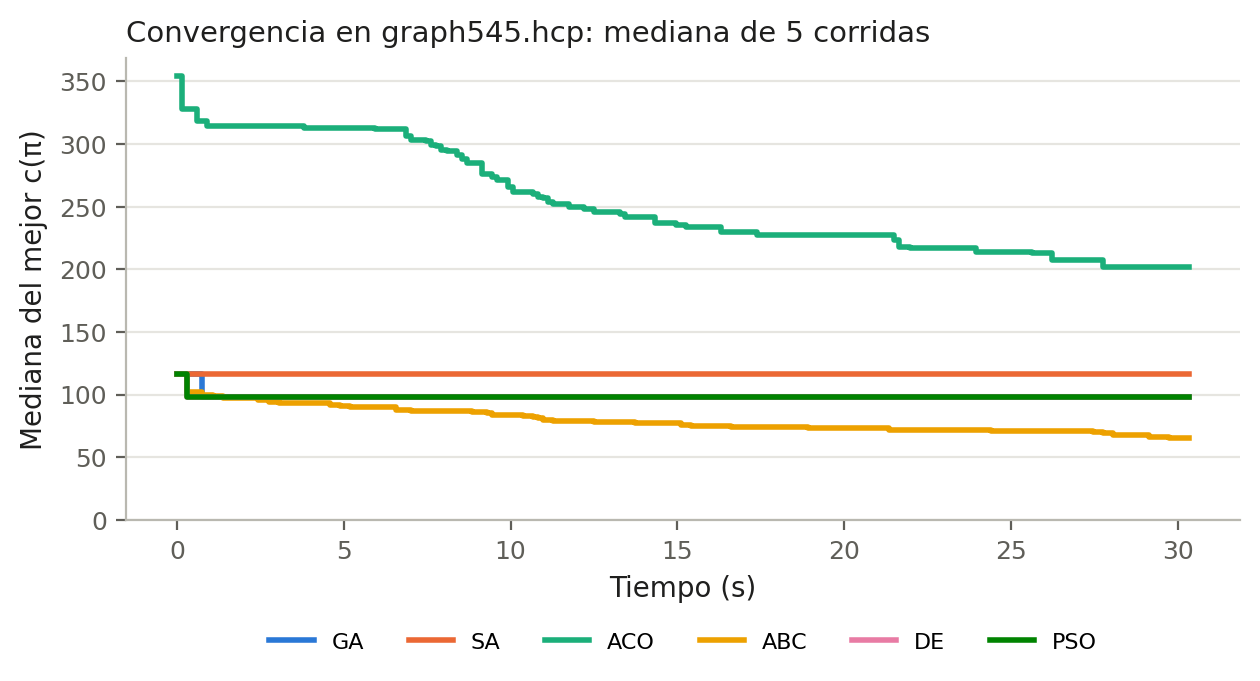 Convergencia en graph545.hcp: mediana de 5 corridas
Mediana del mejor c(π)
350
300
250
200
150
100
50
0
0 5 10 15 20 25 30
Tiempo (s)
GA SA ACO ABC DE PSO